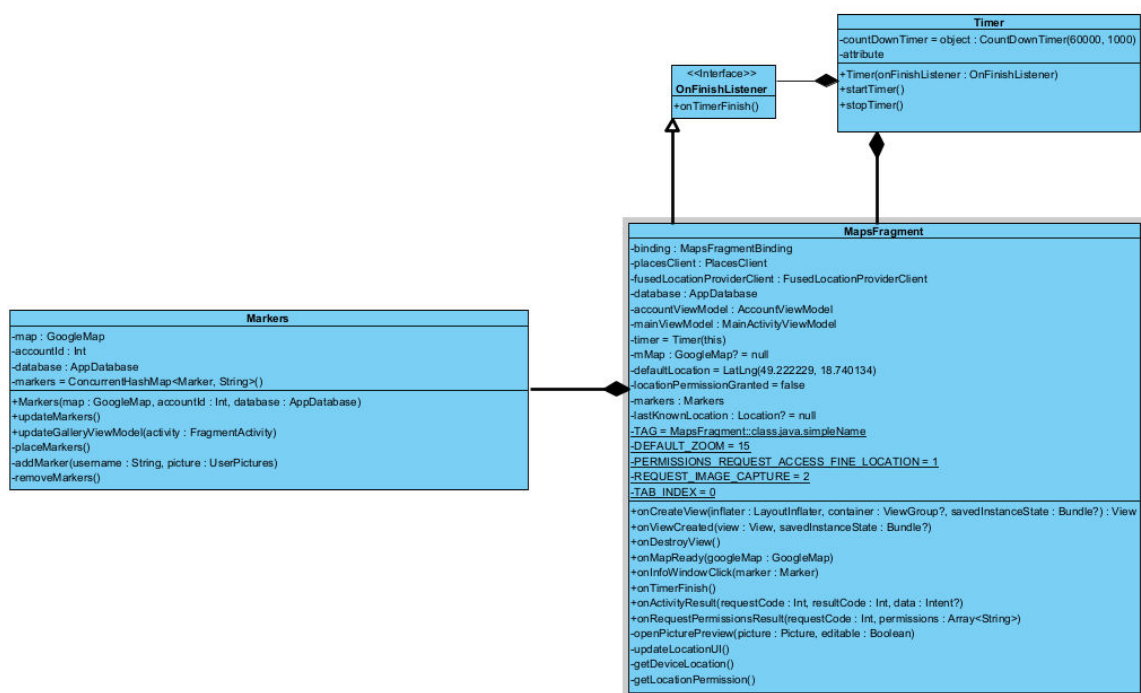 Timer
-countDownTimer = object : CountDownTimer(60000, 1000)
-attribute
+Timer(onFinishListener : OnFinishListener)
+startTimer()
+stopTimer()
<<Interface>>
OnFinishListener
+onTimerFinish()
MapsFragment
-binding : MapsFragmentBinding
-placesClient : PlacesClient
-fusedLocationProviderClient : FusedLocationProviderClient
-database : AppDatabase
-accountViewModel : AccountViewModel
-mainViewModel : MainActivityViewModel
-timer = Timer(this)
-mMap : GoogleMap? = null
-defaultLocation = LatLng(49.222229, 18.740134)
-locationPermissionGranted = false
-markers : Markers
-lastKnownLocation : Location? = null
-TAG = MapsFragment::class.java.simpleName
-DEFAULT_ZOOM = 15
-PERMISSIONS_REQUEST_ACCESS_FINE_LOCATION = 1
-REQUEST_IMAGE_CAPTURE = 2
-TAB_INDEX = 0
+onCreateView(inflater : LayoutInflater, container : ViewGroup?, savedInstanceState : Bundle?) : View
+onViewCreated(view : View, savedInstanceState : Bundle?)
+onDestroyView()
+onMapReady(googleMap : GoogleMap)
+onInfoWindowClick(marker : Marker)
+onTimerFinish()
+onActivityResult(requestCode : Int, resultCode : Int, data : Intent?)
+onRequestPermissionsResult(requestCode : Int, permissions : Array<String>)
-openPicturePreview(picture : Picture, editable : Boolean)
-updateLocationUI()
-getDeviceLocation()
-getLocationPermission()
Markers
-map : GoogleMap
-accountId : Int
-database : AppDatabase
-markers = ConcurrentHashMap<Marker, String>()
+Markers(map : GoogleMap, accountId : Int, database : AppDatabase)
+updateMarkers()
+updateGalleryViewModel(activity : FragmentActivity)
-placeMarkers()
-addMarker(username : String, picture : UserPictures)
-removeMarkers()